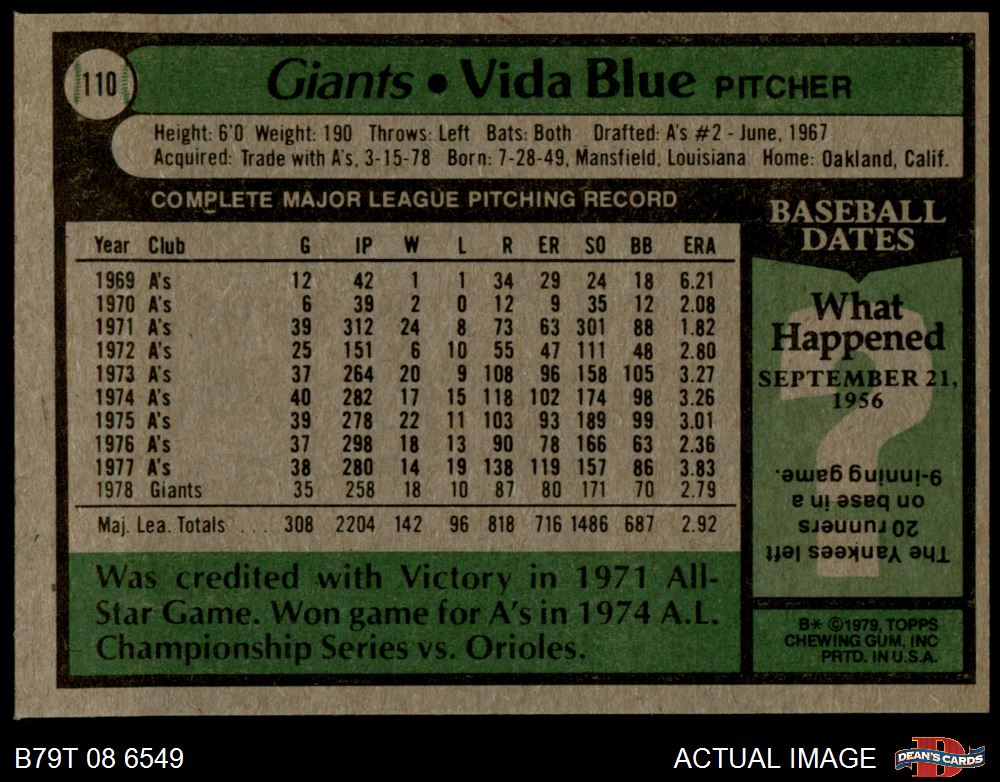 110
Giants • Vida Blue PITCHER
Height: 6'0 Weight: 190 Throws: Left Bats: Both Drafted: A's #2 - June, 1967
Acquired: Trade with A's, 3-15-78 Born: 7-28-49, Mansfield, Louisiana Home: Oakland, Calif.
COMPLETE MAJOR LEAGUE PITCHING RECORD
Year Club G IP W L R ER SO BB ERA
1969 A's 12 42 1 1 34 29 24 18 6.21
1970 A's 6 39 2 0 12 9 35 12 2.08
1971 A's 39 312 24 8 73 63 301 88 1.82
1972 A's 25 151 6 10 55 47 111 48 2.80
1973 A's 37 264 20 9 108 96 158 105 3.27
1974 A's 40 282 17 15 118 102 174 98 3.26
1975 A's 39 278 22 11 103 93 189 99 3.01
1976 A's 37 298 18 13 90 78 166 63 2.36
1977 A's 38 280 14 19 138 119 157 86 3.83
1978 Giants 35 258 18 10 87 80 171 70 2.79
Maj. Lea. Totals ... 308 2204 142 96 818 716 1486 687 2.92
Was credited with Victory in 1971 All-
Star Game. Won game for A's in 1974 A.L.
Championship Series vs. Orioles.
BASEBALL
DATES
What
Happened
SEPTEMBER 21,
1956
?
The Yankees left
20 runners
on base in a
9-inning game.
B* ©1979, TOPPS
CHEWING GUM, INC
PRTD. IN U.S.A.
B79T 08 6549
ACTUAL IMAGE
D
DEAN'S CARDS